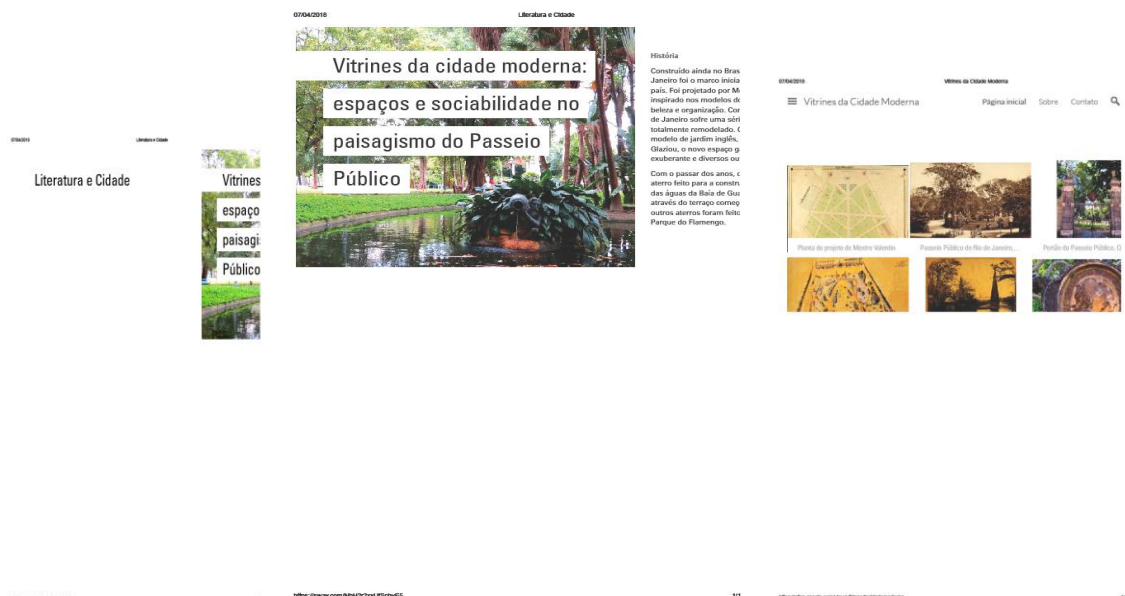 07/04/2018
Literatura e Cidade
Literatura e Cidade
Vitrines
espaço
paisagi
Público
07/04/2018
Literatura e Cidade
Vitrines da cidade moderna:
espaços e sociabilidade no
paisagismo do Passeio
Público
História
Construído ainda no Bras
Janeiro foi o marco inicia
país. Foi projetado por M
inspirado nos modelos de
beleza e organização. Cor
de Janeiro sofre uma séri
totalmente remodelado.
modelo de jardim inglês,
Glaziou, o novo espaço ga
exuberante e diversos ou
Com o passar dos anos,
aterro feito para a constru
das águas da Baía de Gua
através do terraço começ
outros aterros foram feito
Parque do Flamengo.
1/1
07/04/2018
Vitrines da Cidade Moderna
Vitrines da Cidade Moderna
Página inicial
Sobre
Contato
Planta do projeto de Mestre Valentin
Passeio Público do Rio de Janeiro,...
Portão do Passeio Público, D